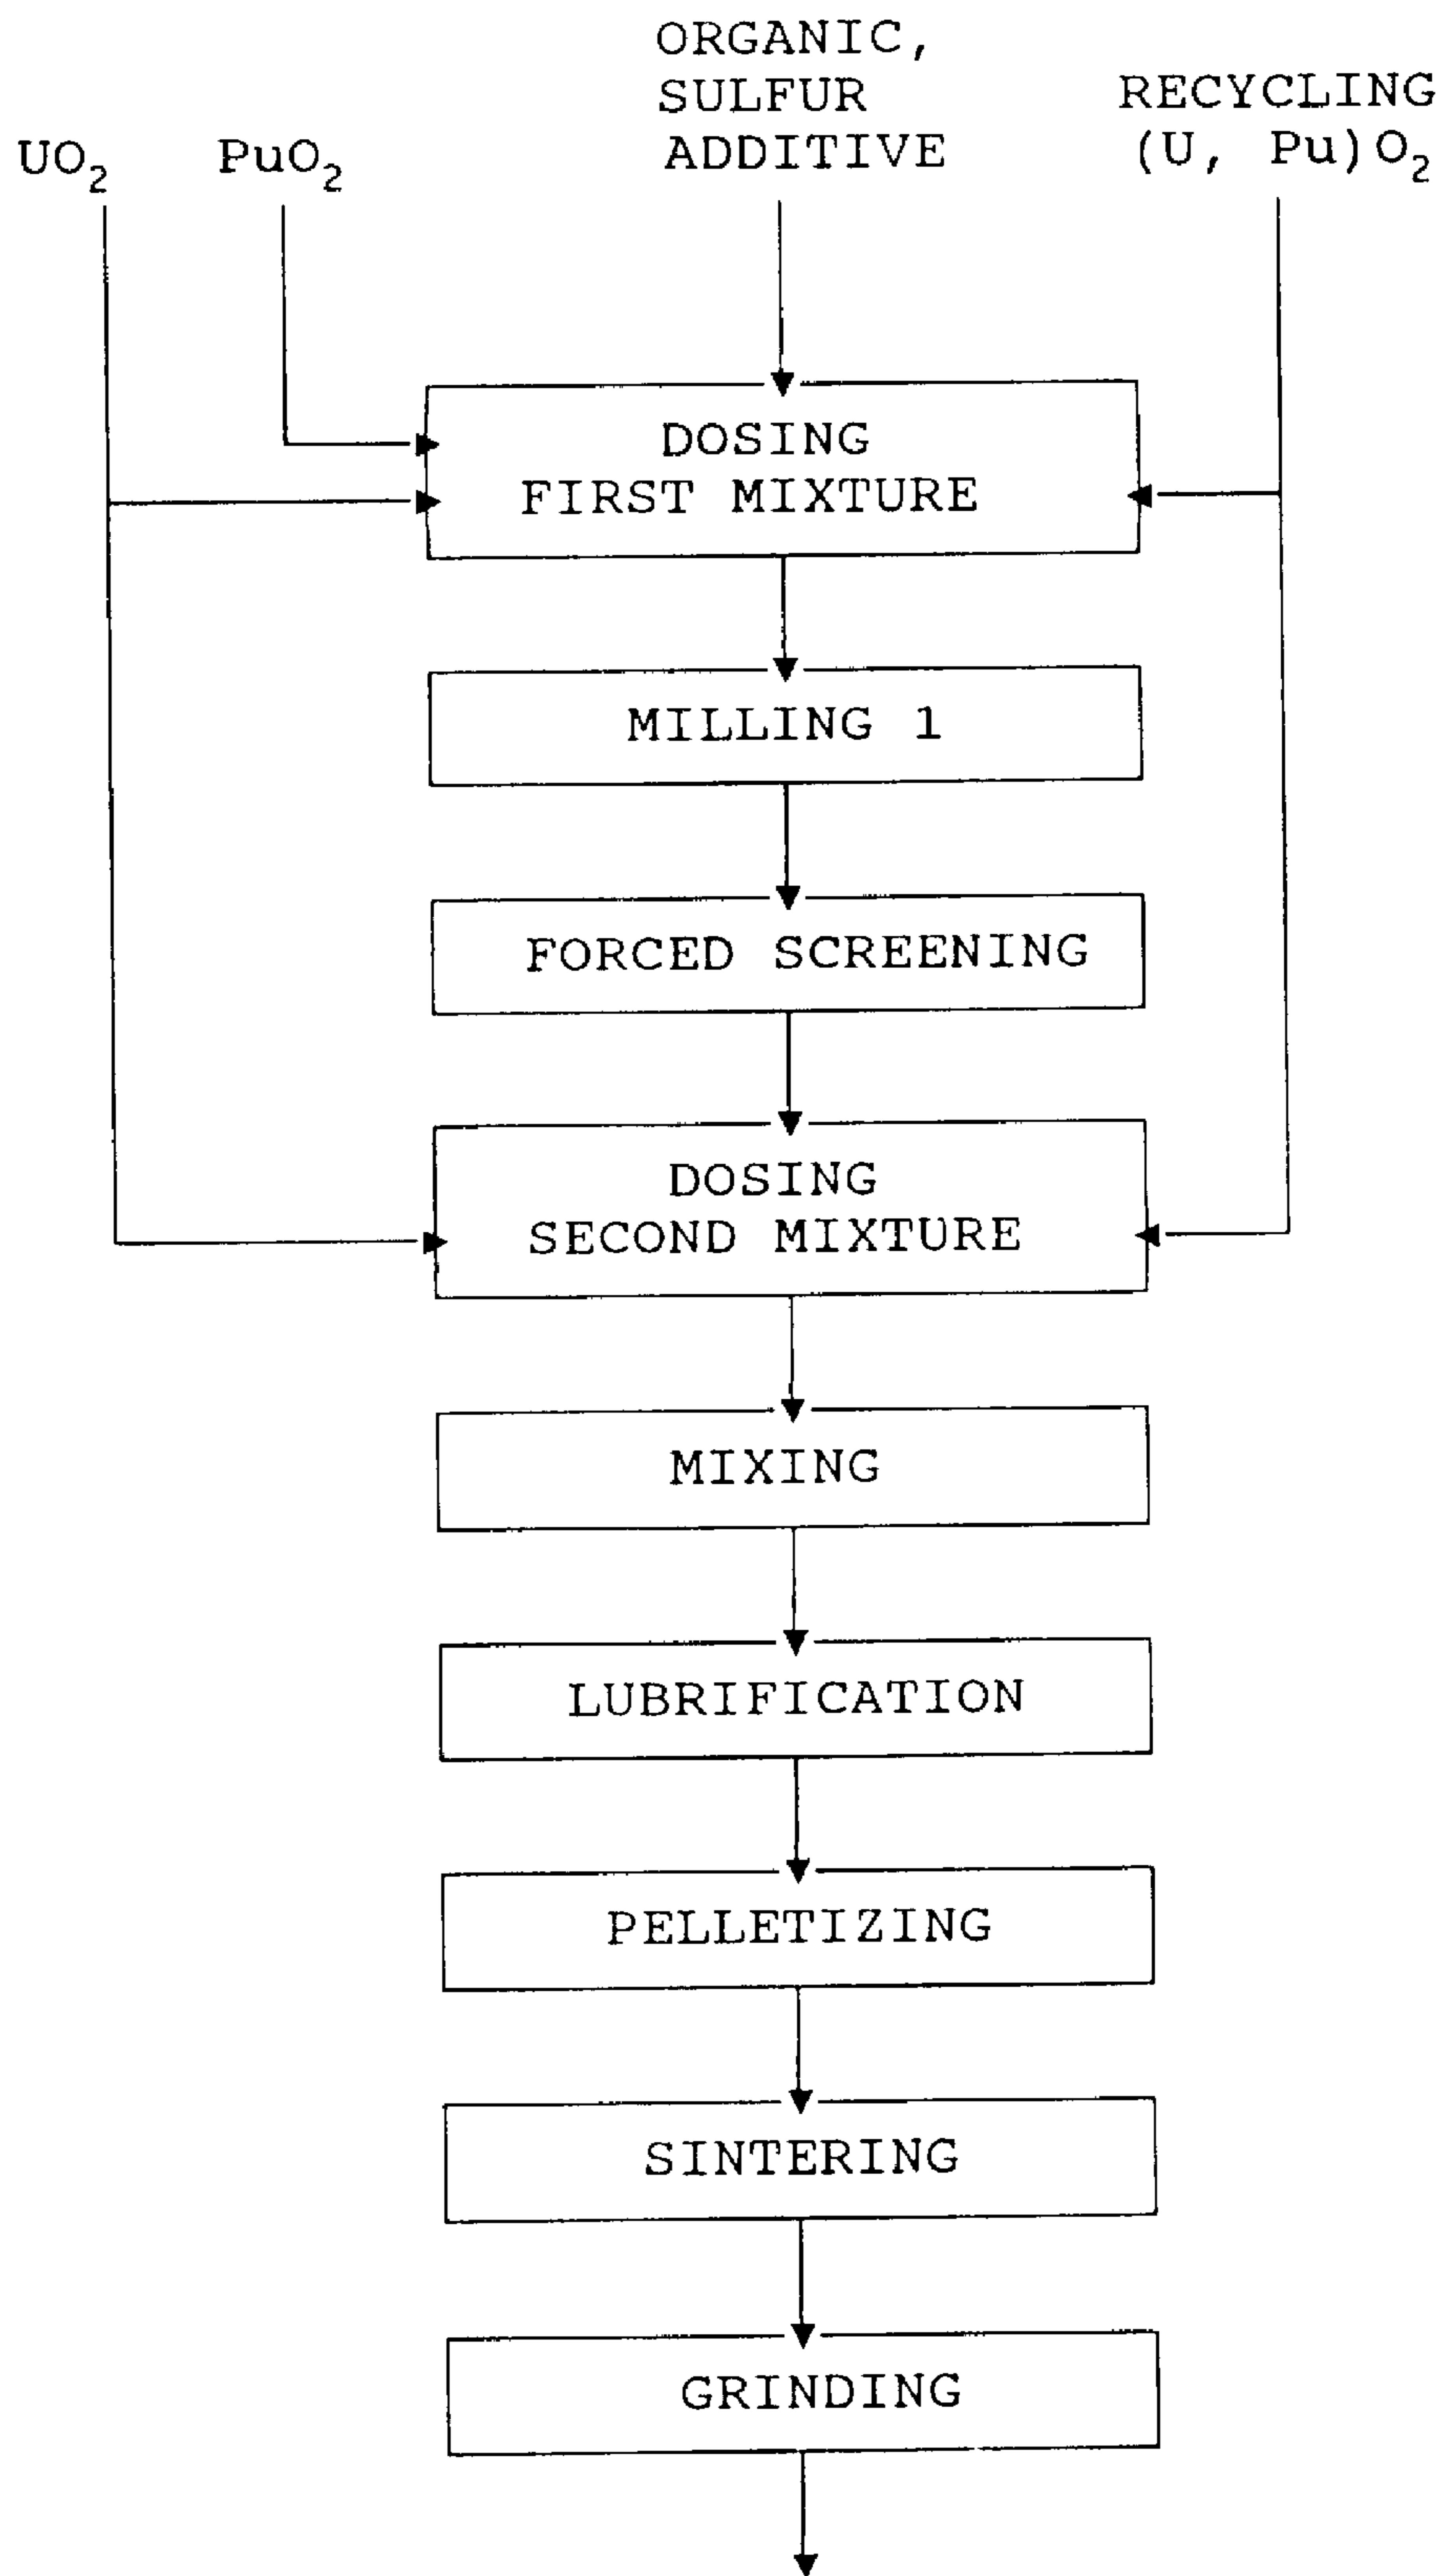 ORGANIC,
SULFUR
ADDITIVE
RECYCLING
(U, Pu)O₂
UO₂
PuO₂
DOSING
FIRST MIXTURE
MILLING 1
FORCED SCREENING
DOSING
SECOND MIXTURE
MIXING
LUBRIFICATION
PELLETIZING
SINTERING
GRINDING